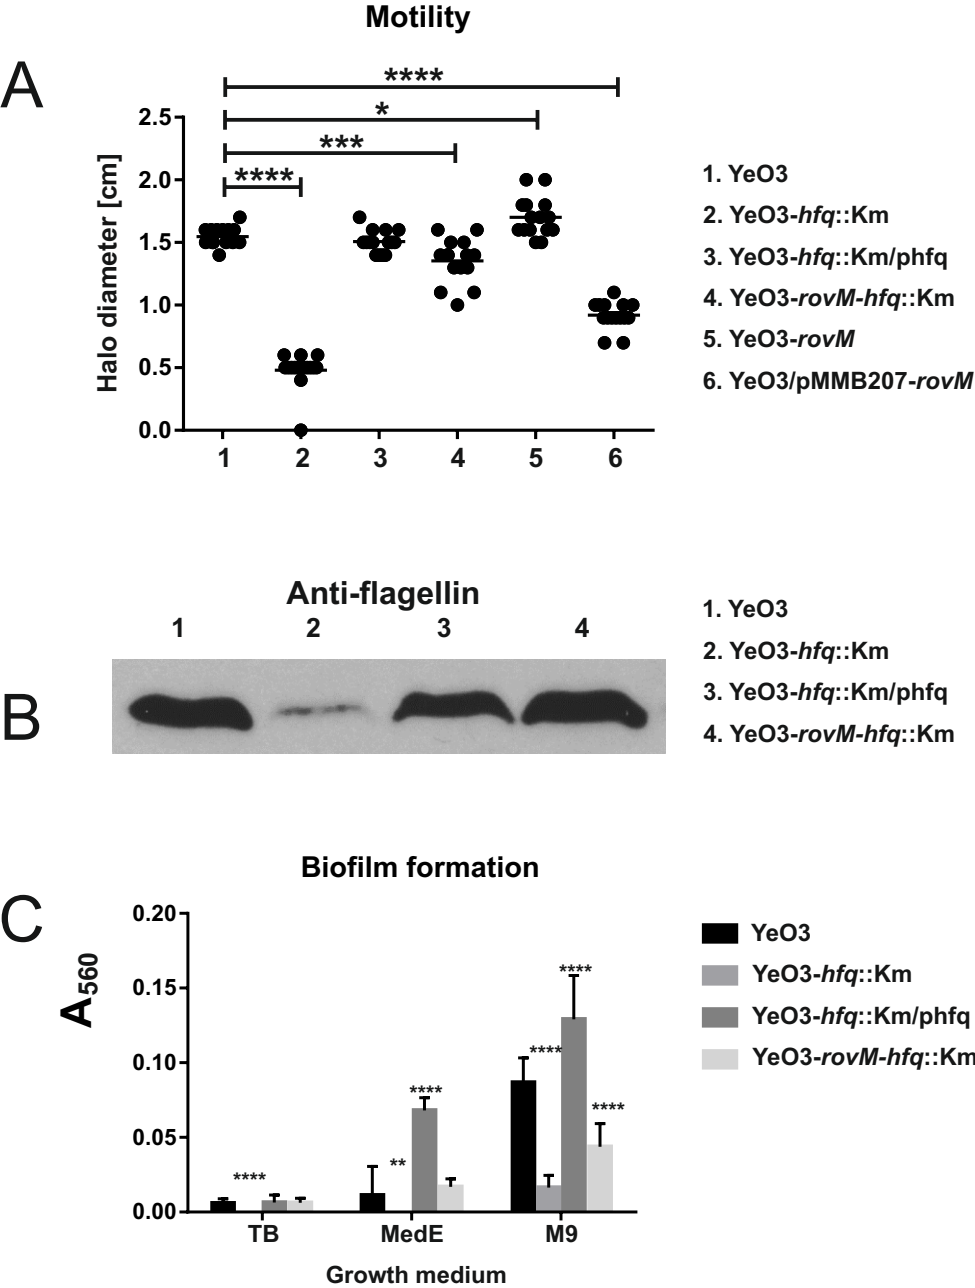 Motility
A
****
*
***
****
Halo diameter [cm]
2.5
2.0
1.5
1.0
0.5
0.0
1 2 3 4 5 6
1. YeO3
2. YeO3-hfq::Km
3. YeO3-hfq::Km/phfq
4. YeO3-rovM-hfq::Km
5. YeO3-rovM
6. YeO3/pMMB207-rovM
B
Anti-flagellin
1 2 3 4
1. YeO3
2. YeO3-hfq::Km
3. YeO3-hfq::Km/phfq
4. YeO3-rovM-hfq::Km
C
Biofilm formation
A560
0.20
0.15
0.10
0.05
0.00
****
**
****
****
****
****
TB MedE M9
Growth medium
YeO3
YeO3-hfq::Km
YeO3-hfq::Km/phfq
YeO3-rovM-hfq::Km